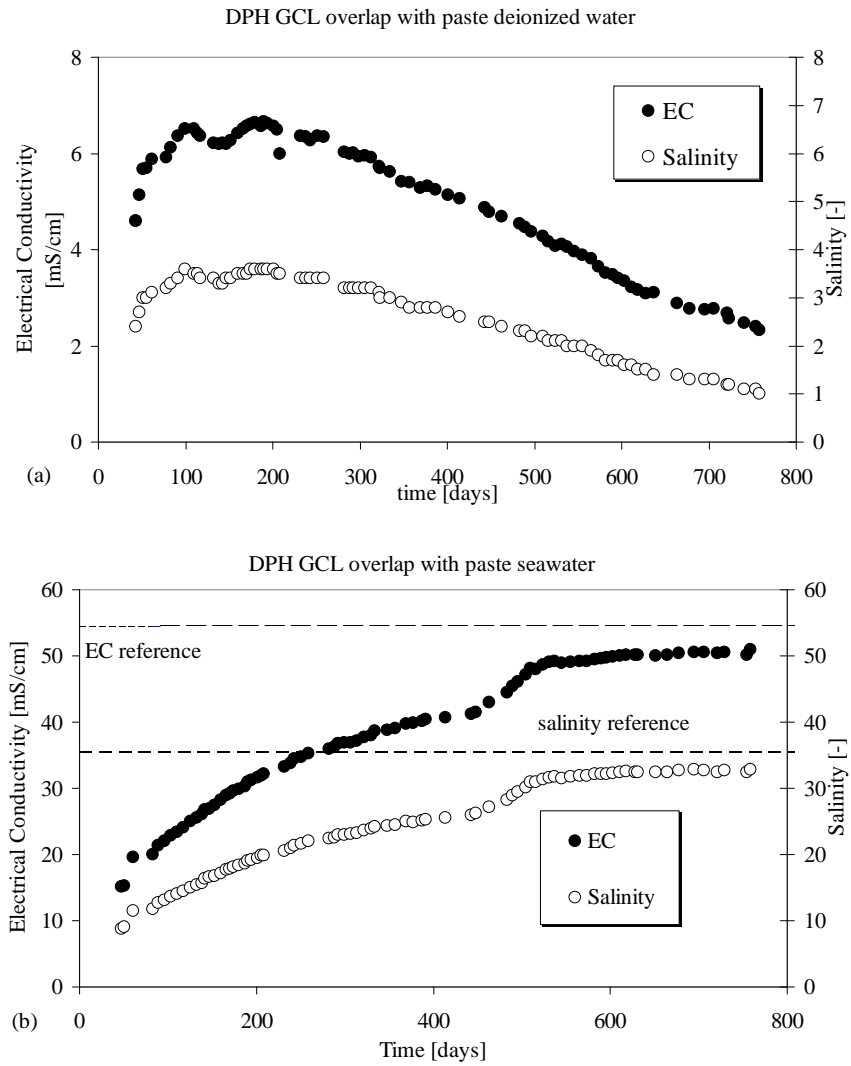 DPH GCL overlap with paste deionized water
8
6
4
2
0
Electrical Conductivity
[mS/cm]
8
7
6
5
4
3
2
1
0
Salinity [-]
EC
Salinity
0 100 200 300 400 500 600 700 800
(a)
time [days]
DPH GCL overlap with paste seawater
60
50
40
30
20
10
0
Electrical Conductivity [mS/cm]
60
50
40
30
20
10
0
Salinity [-]
EC reference
salinity reference
EC
Salinity
0 200 400 600 800
(b)
Time [days]